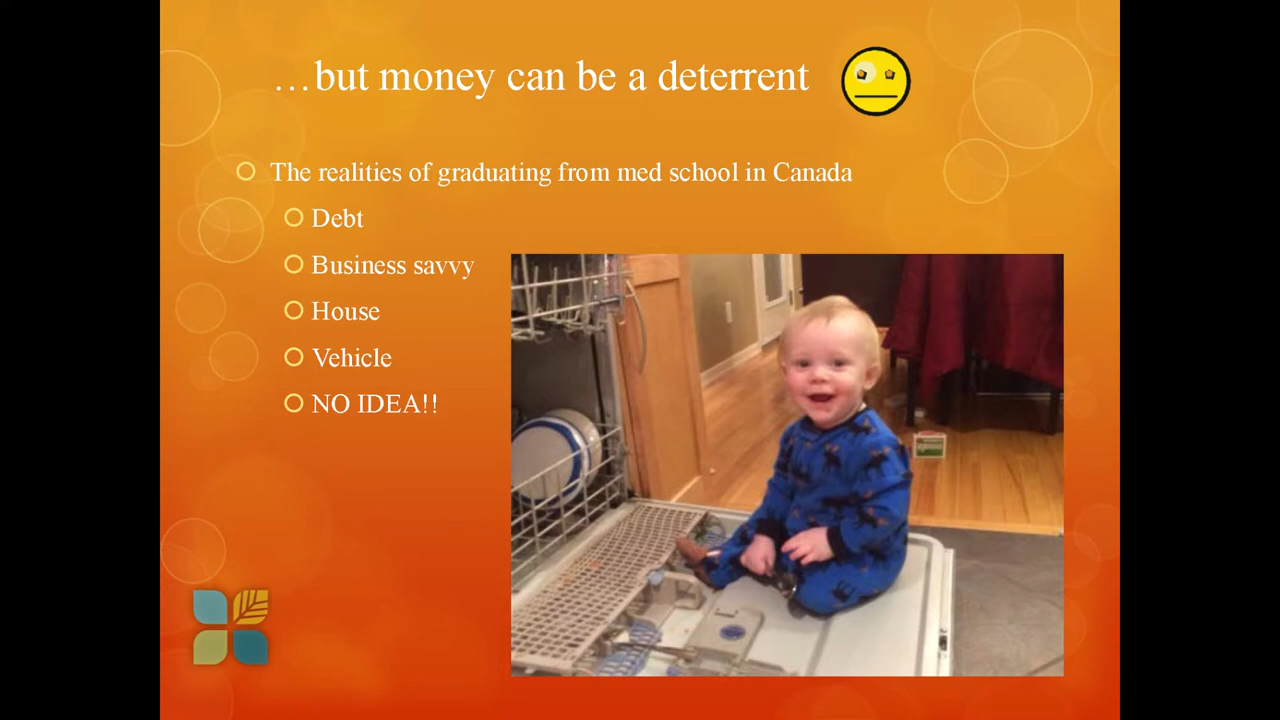 …but money can be a deterrent
The realities of graduating from med school in Canada
Debt
Business savvy
House
Vehicle
NO IDEA!!